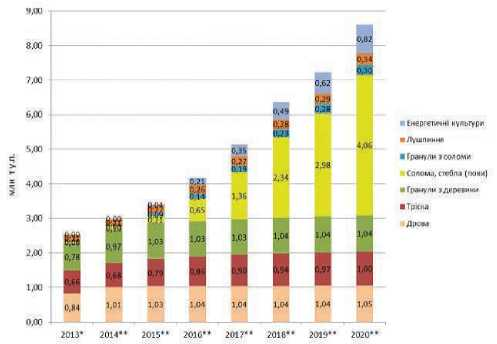 9,00
8,00
7,00
6,00
5,00
4,00
3,00
2,00
1,00
0,00
млн т у.п.
0,84 0,66 0,78
1,01 0,68 0,97
1,03 0,79 1,03
1,04 0,86 1,03 0,65 0,14 0,26 0,21
1,04 0,90 1,03 1,36 0,19 0,27 0,35
1,04 0,94 1,04 2,34 0,23 0,28 0,49
1,04 0,97 1,04 2,98 0,28 0,29 0,62
1,05 1,00 1,04 4,06 0,30 0,34 0,82
2013* 2014** 2015** 2016** 2017** 2018** 2019** 2020**
Енергетичні культури
Лушпиння
Гранули з соломи
Солома, стебла (тюки)
Гранули з деревини
Тріска
Дрова